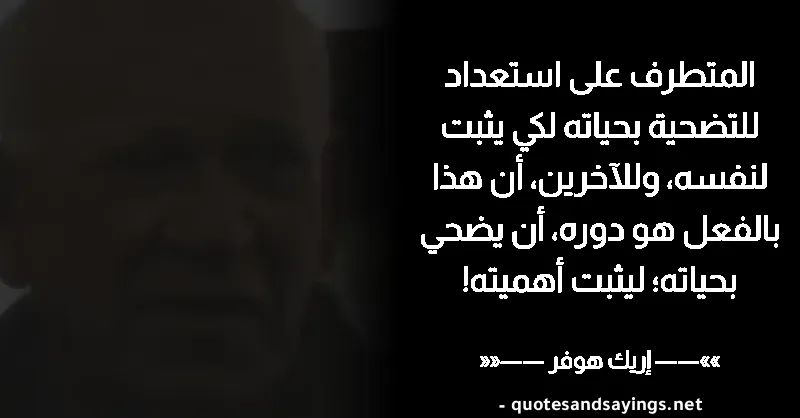 المتطرف على استعداد
للتضحية بحياته لكي يثبت
لنفسه، وللآخرين، أن هذا
بالفعل هو دوره، أن يضحي
بحياته؛ ليثبت أهميته!
»»——– إريك هوفر ——–««
- quotesandsayings.net